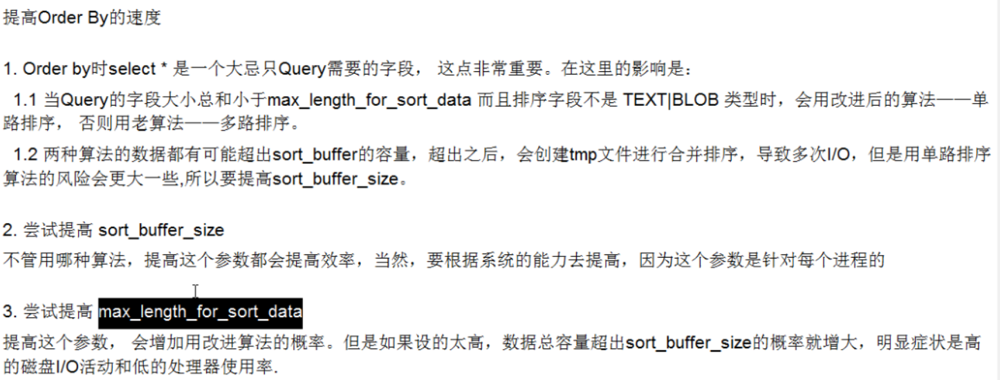 提高Order By的速度
1. Order by时select * 是一个大忌只Query需要的字段， 这点非常重要。在这里的影响是：
1.1 当Query的字段大小总和小于max_length_for_sort_data 而且排序字段不是 TEXT|BLOB 类型时，会用改进后的算法——单
路排序， 否则用老算法——多路排序。
1.2 两种算法的数据都有可能超出sort_buffer的容量，超出之后，会创建tmp文件进行合并排序，导致多次I/O，但是用单路排序
算法的风险会更大一些,所以要提高sort_buffer_size。
2. 尝试提高 sort_buffer_size
不管用哪种算法，提高这个参数都会提高效率，当然，要根据系统的能力去提高，因为这个参数是针对每个进程的
3. 尝试提高 max_length_for_sort_data
提高这个参数， 会增加用改进算法的概率。但是如果设的太高，数据总容量超出sort_buffer_size的概率就增大，明显症状是高
的磁盘I/O活动和低的处理器使用率.